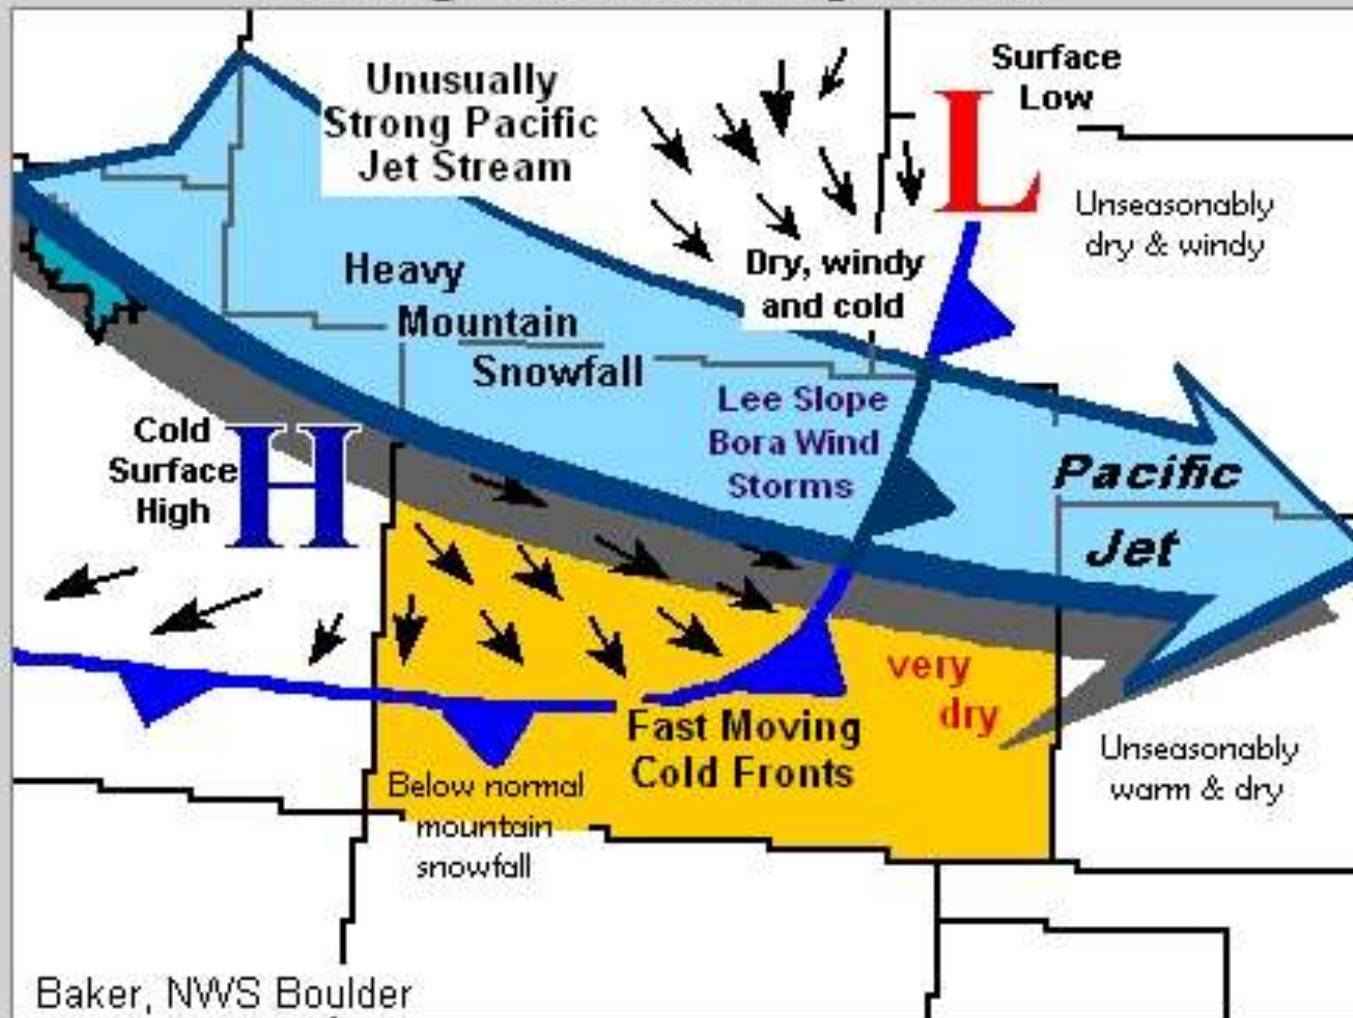 Unusually
Strong Pacific
Jet Stream
Surface
Low
L
Unseasonably
dry & windy
Dry, windy
and cold
Heavy
Mountain
Snowfall
Lee Slope
Bora Wind
Storms
Cold
Surface
High
H
Pacific
Jet
very
dry
Fast Moving
Cold Fronts
Unseasonably
warm & dry
Below normal
mountain
snowfall
Baker, NWS Boulder